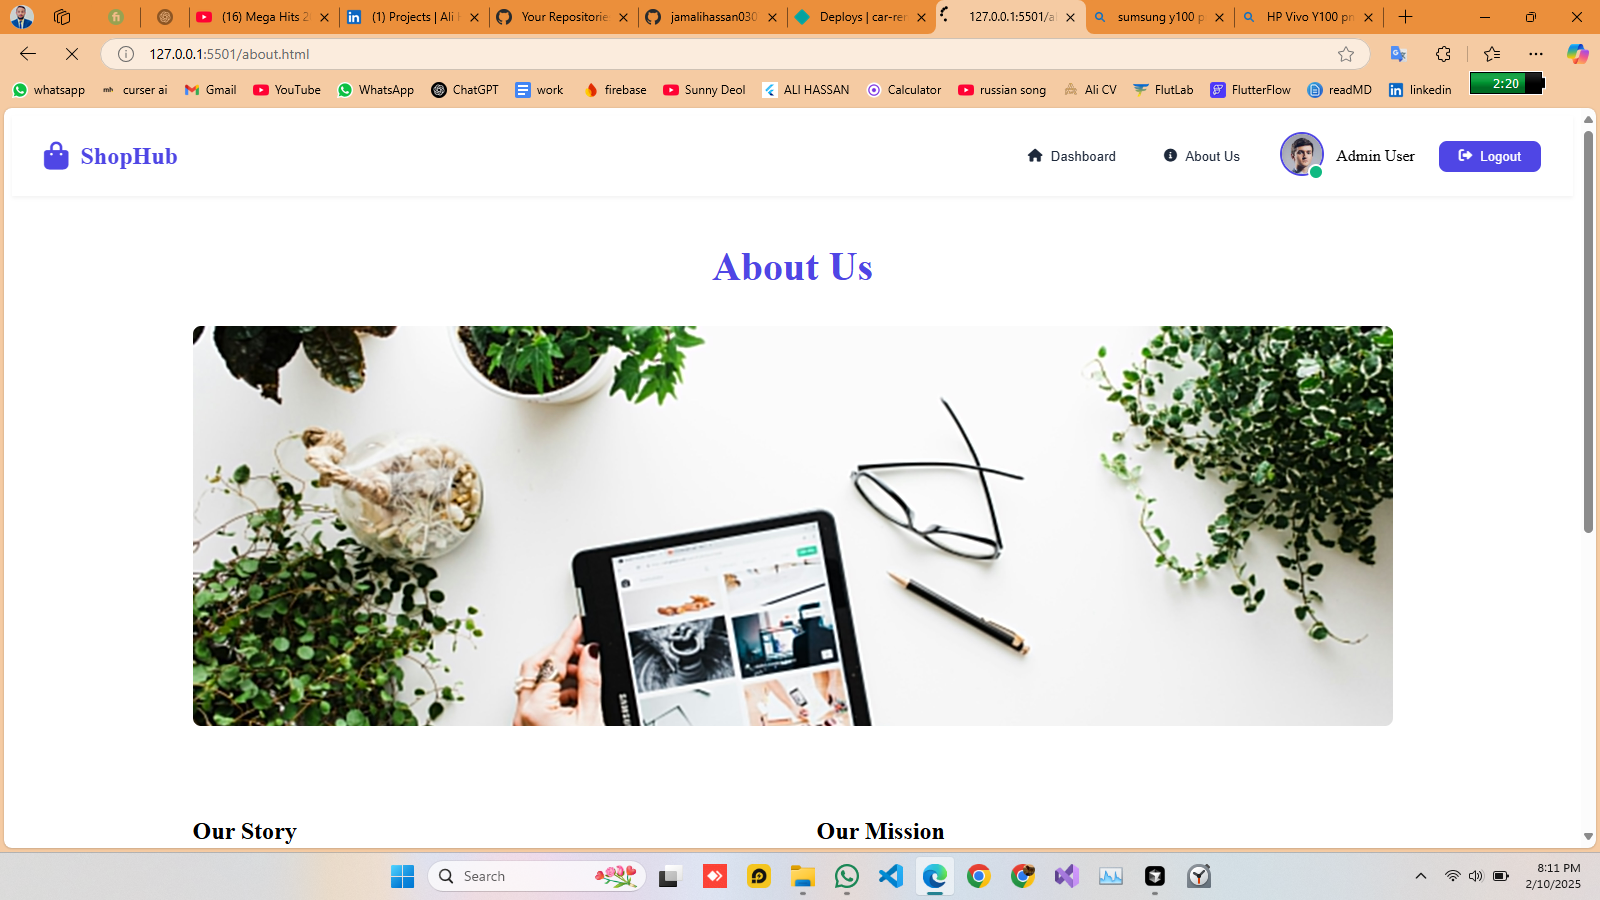 (16) Mega Hits 2
(1) Projects | Ali H
Your Repositorie
jamalihassan030
Deploys | car-rer
127.0.0.1:5501/a
sumsung y100 p
HP Vivo Y100 pr
127.0.0.1:5501/about.html
whatsapp
curser ai
Gmail
YouTube
WhatsApp
ChatGPT
work
firebase
Sunny Deol
ALI HASSAN
Calculator
russian song
Ali CV
FlutLab
FlutterFlow
readMD
linkedin
2:20
ShopHub
Dashboard
About Us
Admin User
Logout
About Us
SAMSUNG
Our Story
Our Mission
Search
8:11 PM
2/10/2025